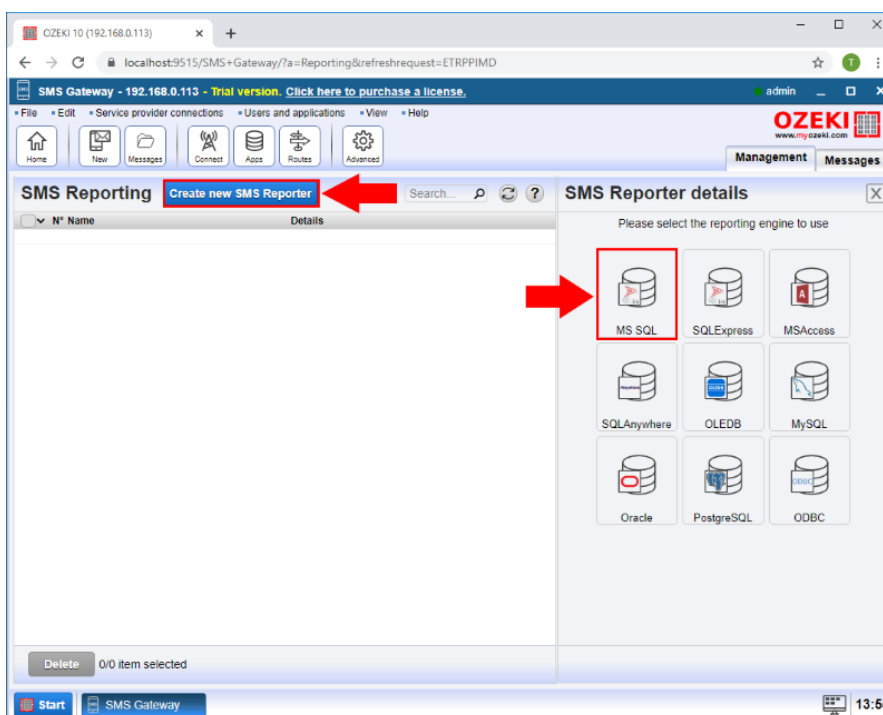 OZEKI 10 (192.168.0.113)
localhost:9515/SMS+Gateway/?a=Reporting&refreshrequest=ETRPPIMD
T
SMS Gateway - 192.168.0.113 - Trial version. Click here to purchase a license.
admin
File Edit Service provider connections Users and applications View Help
OZEKI
www.myozeki.com
Home New Messages Connect Apps Routes Advanced
Management Messages
SMS Reporting Create new SMS Reporter Search...
SMS Reporter details
N° Name Details
Please select the reporting engine to use
MS SQL SQLExpress MSAccess
SQLAnywhere OLEDB MySQL
Oracle PostgreSQL ODBC
Delete 0/0 item selected
Start SMS Gateway 13:5